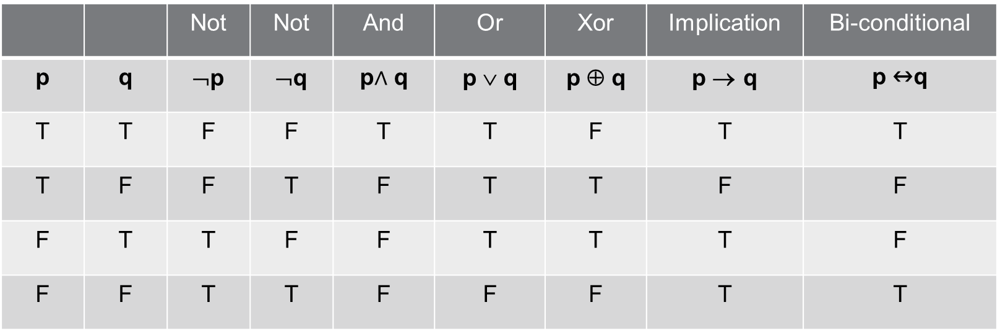 Not Not And Or Xor Implication Bi-conditional
p q ¬p ¬q p∧ q p ∨ q p ⊕ q p → q p ↔q
T T F F T T F T T
T F F T F T T F F
F T T F F T T T F
F F T T F F F T T